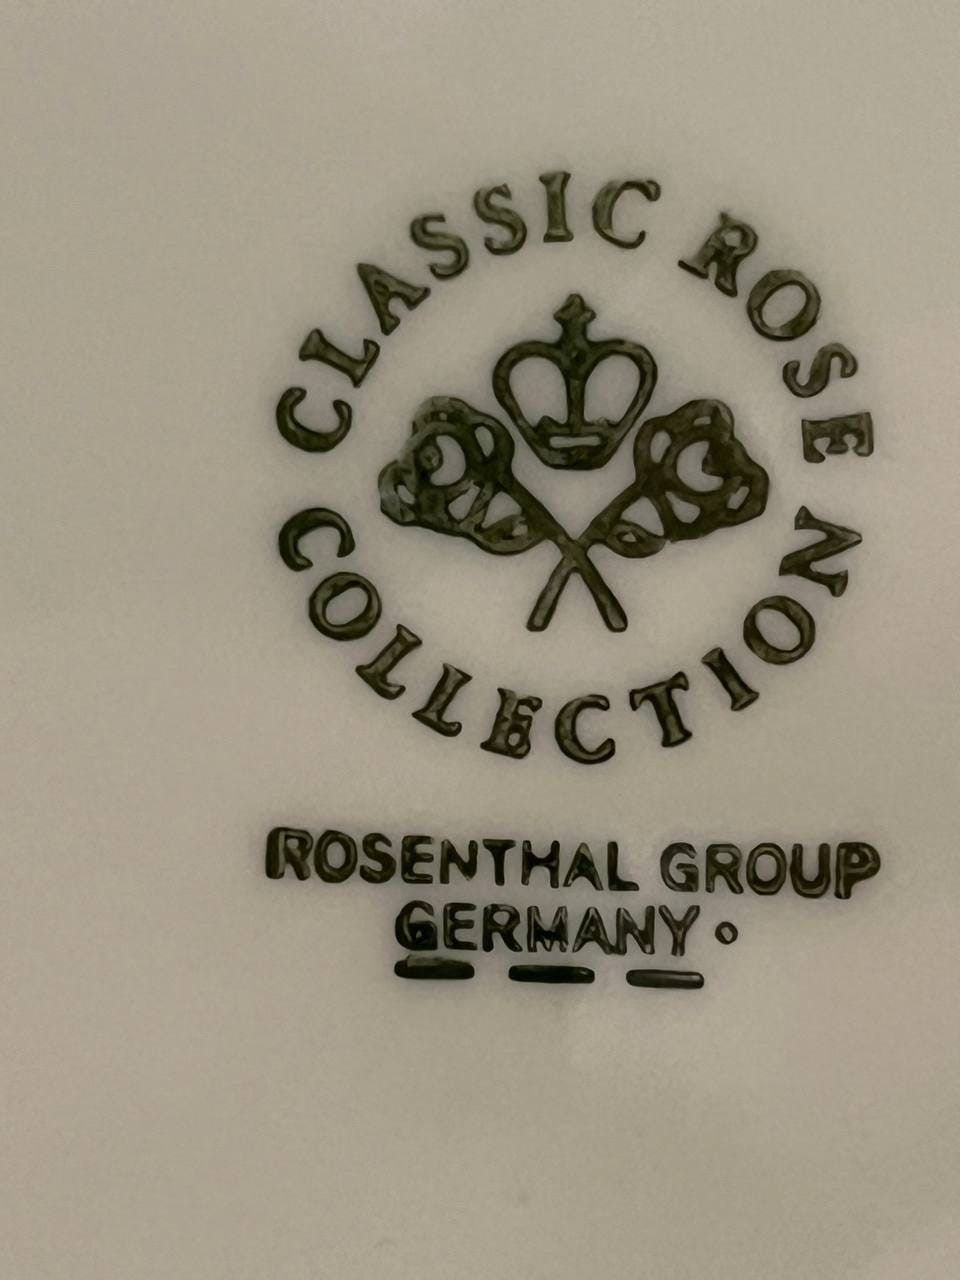 CLASSIC ROSE
COLLECTION
ROSENTHAL GROUP
GERMANY